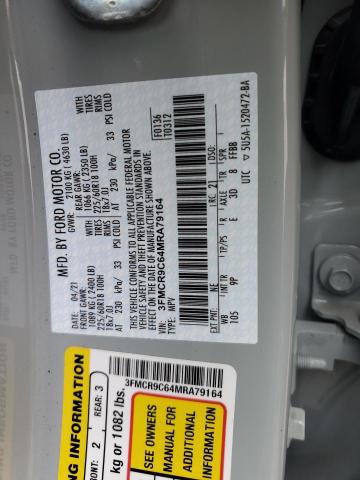 MFD. BY FORD MOTOR CO.
DATE: 04/21
GVWR: 2100 KG ( 4630 LB)
FRONT GAWR:
1089 KG ( 2400 LB)
WITH
225/60R18 100H TIRES
18x7.0J RIMS
AT 230 kPa/ 33 PSI COLD
REAR GAWR:
1066 KG ( 2350 LB)
WITH
225/60R18 100H TIRES
18x7.0J RIMS
AT 230 kPa/ 33 PSI COLD
THIS VEHICLE CONFORMS TO ALL APPLICABLE FEDERAL MOTOR
VEHICLE SAFETY AND THEFT PREVENTION STANDARDS IN
EFFECT ON THE DATE OF MANUFACTURE SHOWN ABOVE.
VIN: 3FMCR9C64MRA79164
TYPE: MPV
F0136
T0312
EXT PNT: NE RC: 21 DSO:
WB INT TR TP/PS R AXLE TR SPR
105 9P E 3D 8 FFBB
UTC 5U5A-1520472-BA
3FMCR9C64MRA79164
NG INFORMATION
RONT: 2 REAR: 3
kg or 1082 lbs.
SEE OWNERS
MANUAL FOR
ADDITIONAL
INFORMATION